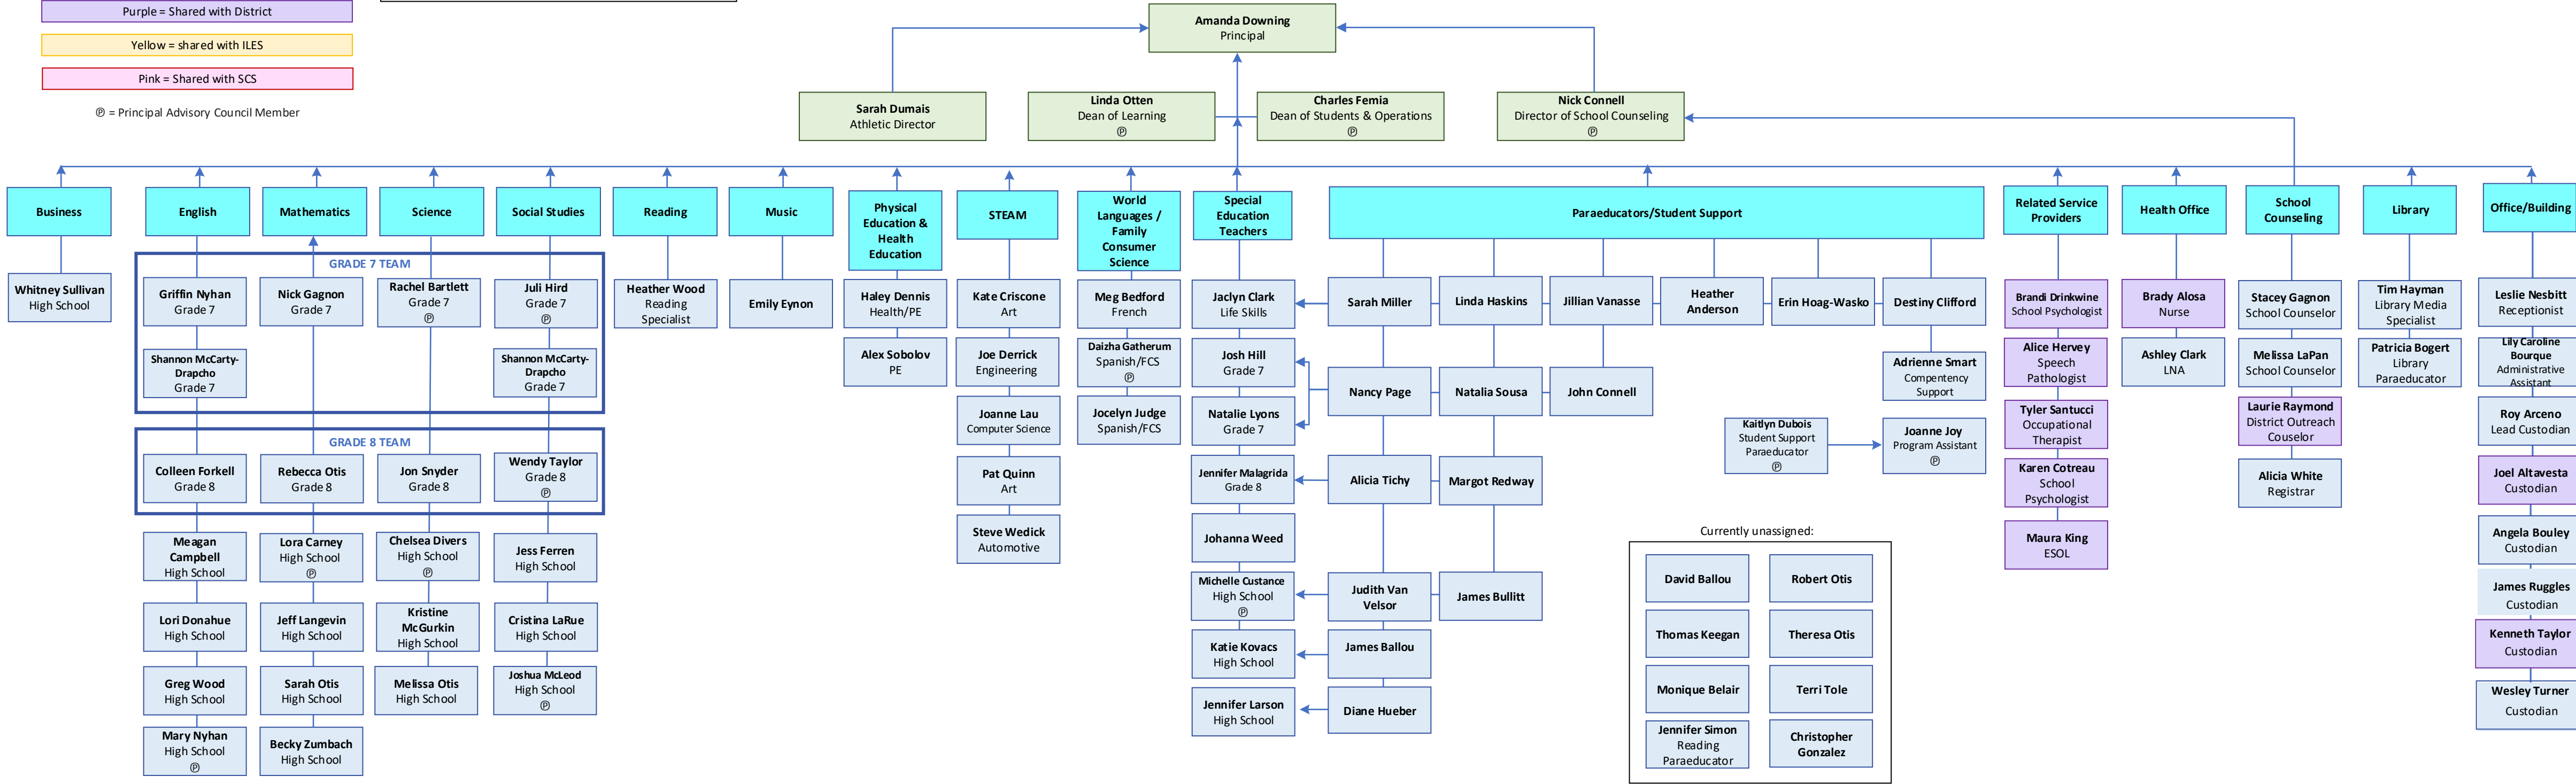 Purple = Shared with District
Yellow = shared with ILES
Pink = Shared with SCS
℗ = Principal Advisory Council Member
Amanda Downing
Principal
Sarah Dumais
Athletic Director
Linda Otten
Dean of Learning
℗
Charles Femia
Dean of Students & Operations
℗
Nick Connell
Director of School Counseling
℗
Business
Whitney Sullivan
High School
English
Mathematics
Science
Social Studies
GRADE 7 TEAM
Griffin Nyhan
Grade 7
Nick Gagnon
Grade 7
Rachel Bartlett
Grade 7
℗
Juli Hird
Grade 7
℗
Shannon McCarty-
Drapcho
Grade 7
Shannon McCarty-
Drapcho
Grade 7
GRADE 8 TEAM
Colleen Forkell
Grade 8
Rebecca Otis
Grade 8
Jon Snyder
Grade 8
Wendy Taylor
Grade 8
℗
Meagan
Campbell
High School
Lora Carney
High School
℗
Chelsea Divers
High School
℗
Jess Ferren
High School
Lori Donahue
High School
Jeff Langevin
High School
Kristine
McGurkin
High School
Cristina LaRue
High School
Greg Wood
High School
Sarah Otis
High School
Melissa Otis
High School
Joshua McLeod
High School
℗
Mary Nyhan
High School
℗
Becky Zumbach
High School
Reading
Heather Wood
Reading
Specialist
Music
Emily Eynon
Physical
Education &
Health
Education
Haley Dennis
Health/PE
Alex Sobolov
PE
STEAM
Kate Criscone
Art
Joe Derrick
Engineering
Joanne Lau
Computer Science
Pat Quinn
Art
Steve Wedick
Automotive
World
Languages /
Family
Consumer
Science
Meg Bedford
French
Daizha Gatherum
Spanish/FCS
℗
Jocelyn Judge
Spanish/FCS
Special
Education
Teachers
Jaclyn Clark
Life Skills
Josh Hill
Grade 7
Natalie Lyons
Grade 7
Jennifer Malagrida
Grade 8
Johanna Weed
Michelle Custance
High School
℗
Katie Kovacs
High School
Jennifer Larson
High School
Paraeducators/Student Support
Sarah Miller
Linda Haskins
Jillian Vanasse
Heather
Anderson
Erin Hoag-Wasko
Destiny Clifford
Nancy Page
Natalia Sousa
John Connell
Adrienne Smart
Compentency
Support
Kaitlyn Dubois
Student Support
Paraeducator
℗
Joanne Joy
Program Assistant
℗
Alicia Tichy
Margot Redway
Judith Van
Velsor
James Bullitt
James Ballou
Diane Hueber
Currently unassigned:
David Ballou
Robert Otis
Thomas Keegan
Theresa Otis
Monique Belair
Terri Tole
Jennifer Simon
Reading
Paraeducator
Christopher
Gonzalez
Related Service
Providers
Brandi Drinkwine
School Psychologist
Alice Hervey
Speech
Pathologist
Tyler Santucci
Occupational
Therapist
Karen Cotreau
School
Psychologist
Maura King
ESOL
Health Office
Brady Alosa
Nurse
Ashley Clark
LNA
School
Counseling
Stacey Gagnon
School Counselor
Melissa LaPan
School Counselor
Laurie Raymond
District Outreach
Couselor
Alicia White
Registrar
Library
Tim Hayman
Library Media
Specialist
Patricia Bogert
Library
Paraeducator
Office/Building
Leslie Nesbitt
Receptionist
Lily Caroline
Bourque
Administrative
Assistant
Roy Arceno
Lead Custodian
Joel Altavesta
Custodian
Angela Bouley
Custodian
James Ruggles
Custodian
Kenneth Taylor
Custodian
Wesley Turner
Custodian